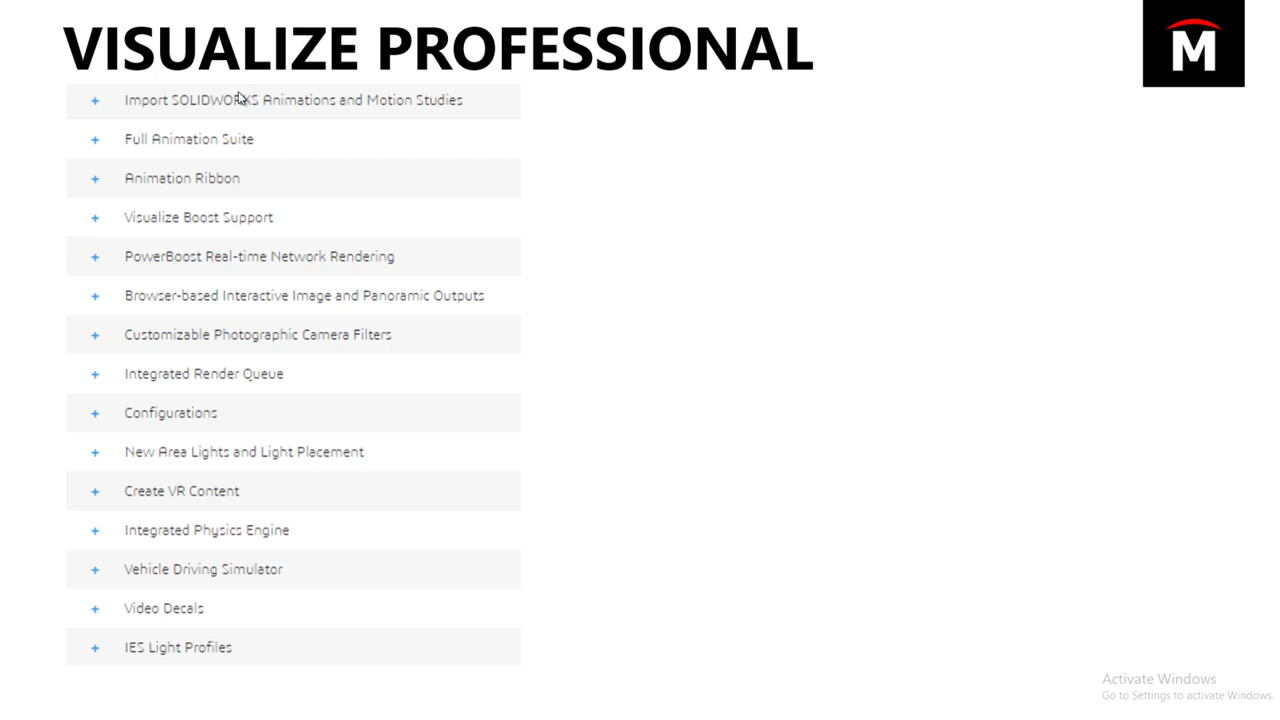 VISUALIZE PROFESSIONAL
M
+ Import SOLIDWORKS Animations and Motion Studies
+ Full Animation Suite
+ Animation Ribbon
+ Visualize Boost Support
+ PowerBoost Real-time Network Rendering
+ Browser-based Interactive Image and Panoramic Outputs
+ Customizable Photographic Camera Filters
+ Integrated Render Queue
+ Configurations
+ New Area Lights and Light Placement
+ Create VR Content
+ Integrated Physics Engine
+ Vehicle Driving Simulator
+ Video Decals
+ IES Light Profiles
Activate Windows
Go to Settings to activate Windows.